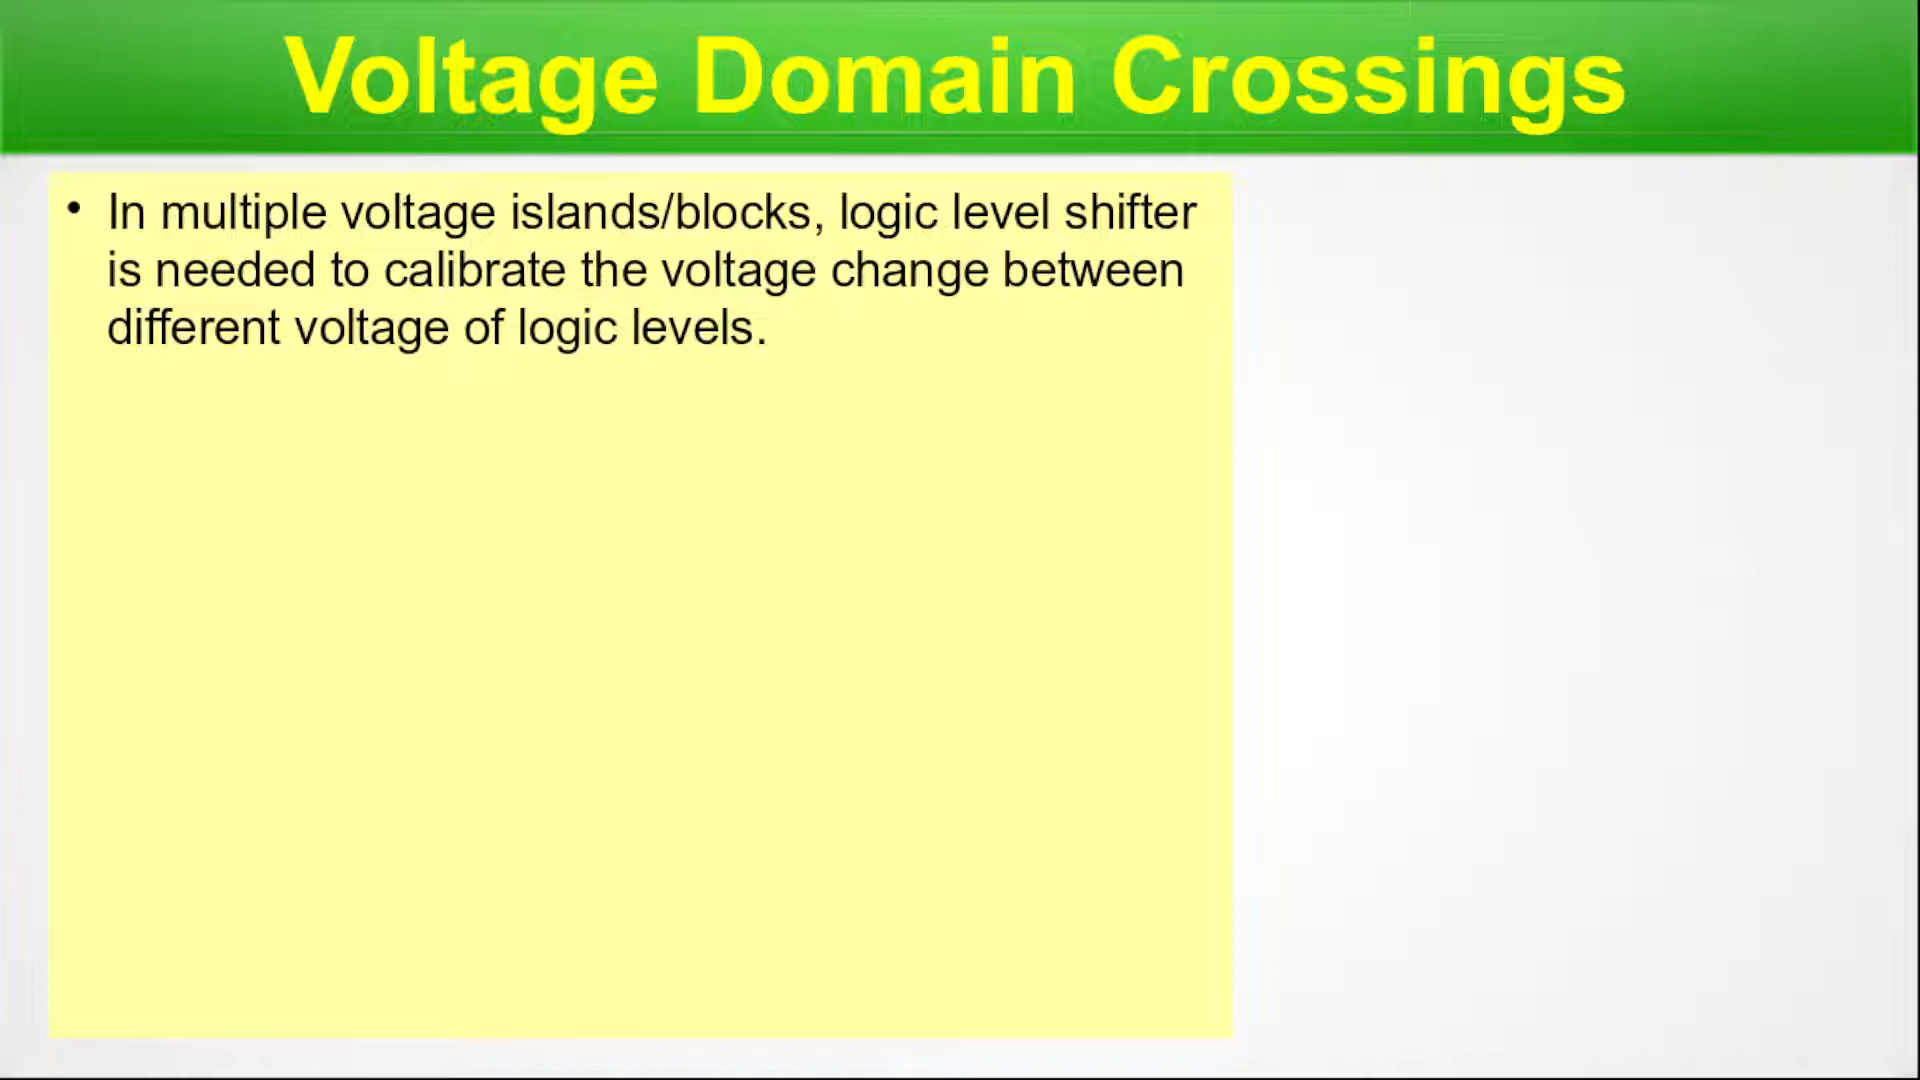 Voltage Domain Crossings
• In multiple voltage islands/blocks, logic level shifter
is needed to calibrate the voltage change between
different voltage of logic levels.